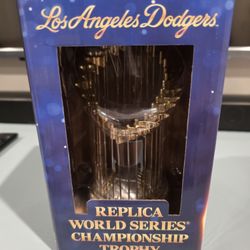 Los Angeles Dodgers
REPLICA
WORLD SERIES®
CHAMPIONSHIP
TROPHY